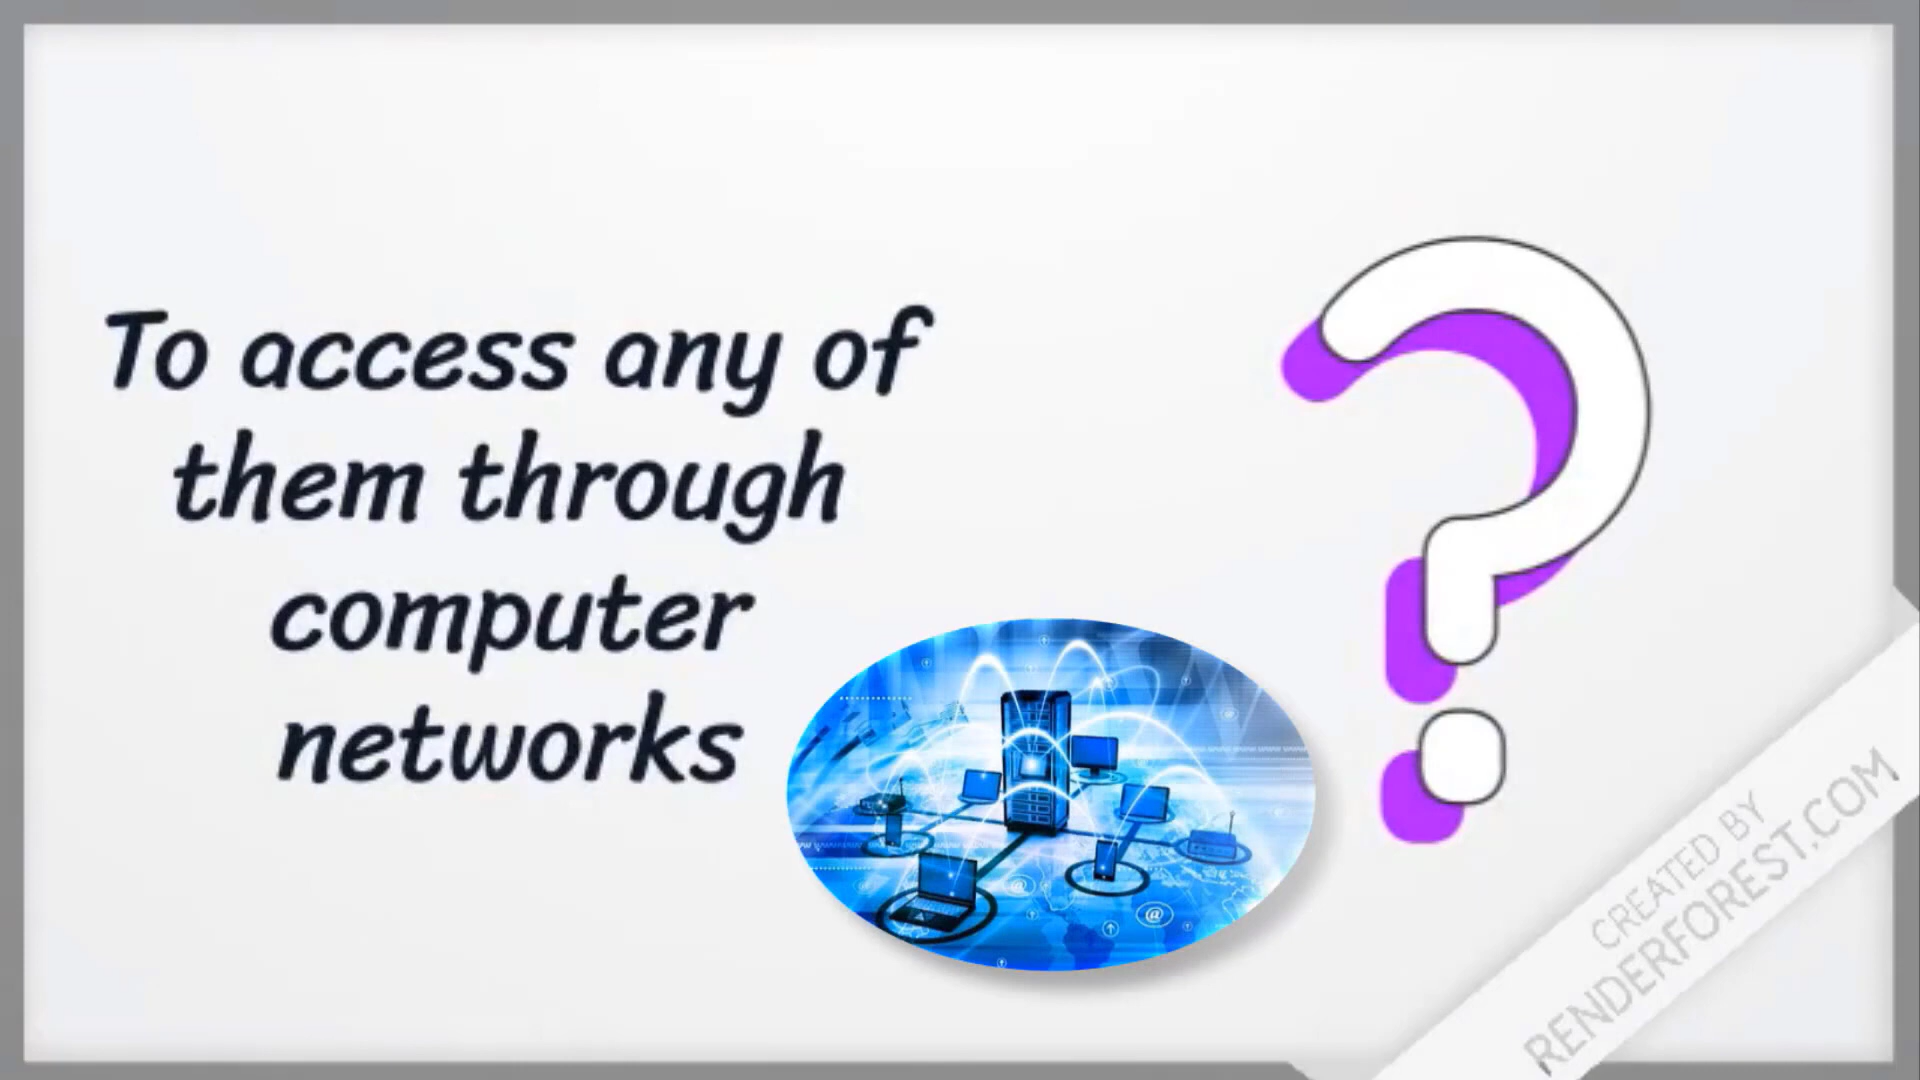 To access any of
them through
computer
networks
CREATED BY
RENDERFOREST.COM